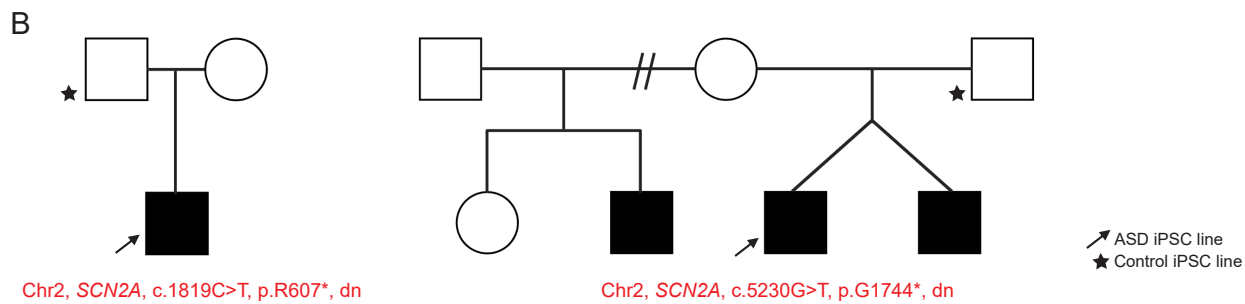 B
ASD iPSC line
Control iPSC line
Chr2, SCN2A, c.1819C>T, p.R607*, dn
Chr2, SCN2A, c.5230G>T, p.G1744*, dn